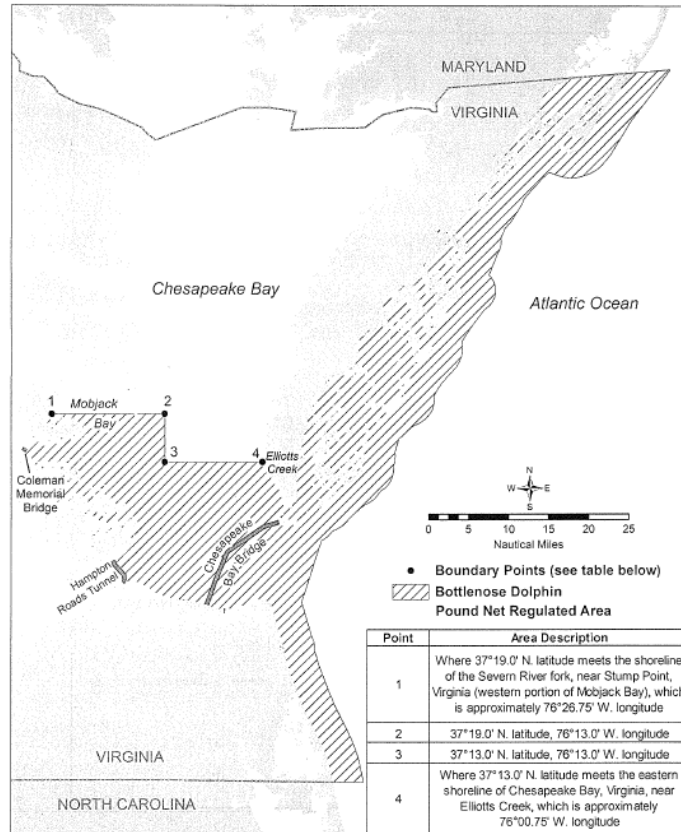 MARYLAND
VIRGINIA
Chesapeake Bay
Atlantic Ocean
1
Mobjack
Bay
2
3
4
Elliotts
Creek
Coleman
Memorial
Bridge
Chesapeake
Bay Bridge
Hampton
Roads Tunnel
N
W
E
S
0 5 10 15 20 25
Nautical Miles
Boundary Points (see table below)
Bottlenose Dolphin
Pound Net Regulated Area
VIRGINIA
NORTH CAROLINA
Point Area Description
1
Where 37°19.0' N. latitude meets the shoreline
of the Severn River fork, near Stump Point,
Virginia (western portion of Mobjack Bay), which
is approximately 76°26.75' W. longitude
2 37°19.0' N. latitude, 76°13.0' W. longitude
3 37°13.0' N. latitude, 76°13.0' W. longitude
4
Where 37°13.0' N. latitude meets the eastern
shoreline of Chesapeake Bay, Virginia, near
Elliotts Creek, which is approximately
76°00.75' W. longitude